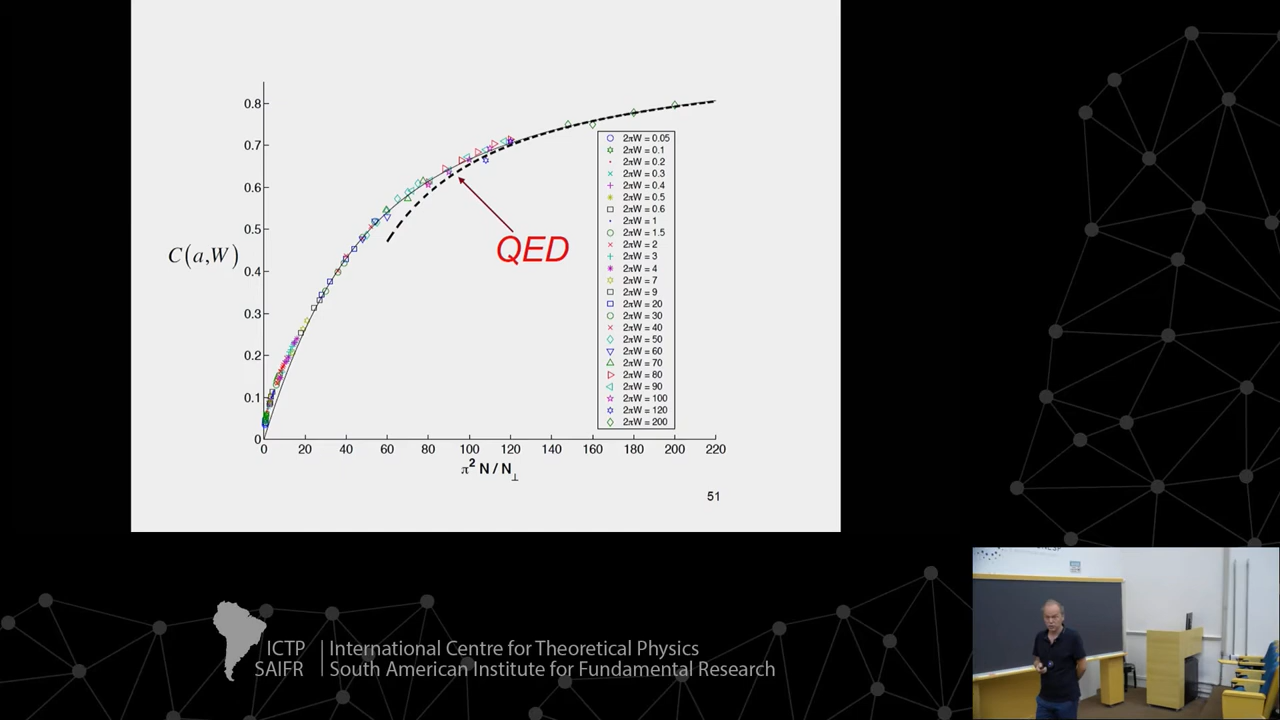 C(a,W)
0.8
0.7
0.6
0.5
0.4
0.3
0.2
0.1
0
0 20 40 60 80 100 120 140 160 180 200 220
π² N / N⊥
QED
2πW = 0.05
2πW = 0.1
2πW = 0.2
2πW = 0.3
2πW = 0.4
2πW = 0.5
2πW = 0.6
2πW = 1
2πW = 1.5
2πW = 2
2πW = 3
2πW = 4
2πW = 7
2πW = 9
2πW = 20
2πW = 30
2πW = 40
2πW = 50
2πW = 60
2πW = 70
2πW = 80
2πW = 90
2πW = 100
2πW = 120
2πW = 200
51
ICTP
SAIFR
International Centre for Theoretical Physics
South American Institute for Fundamental Research